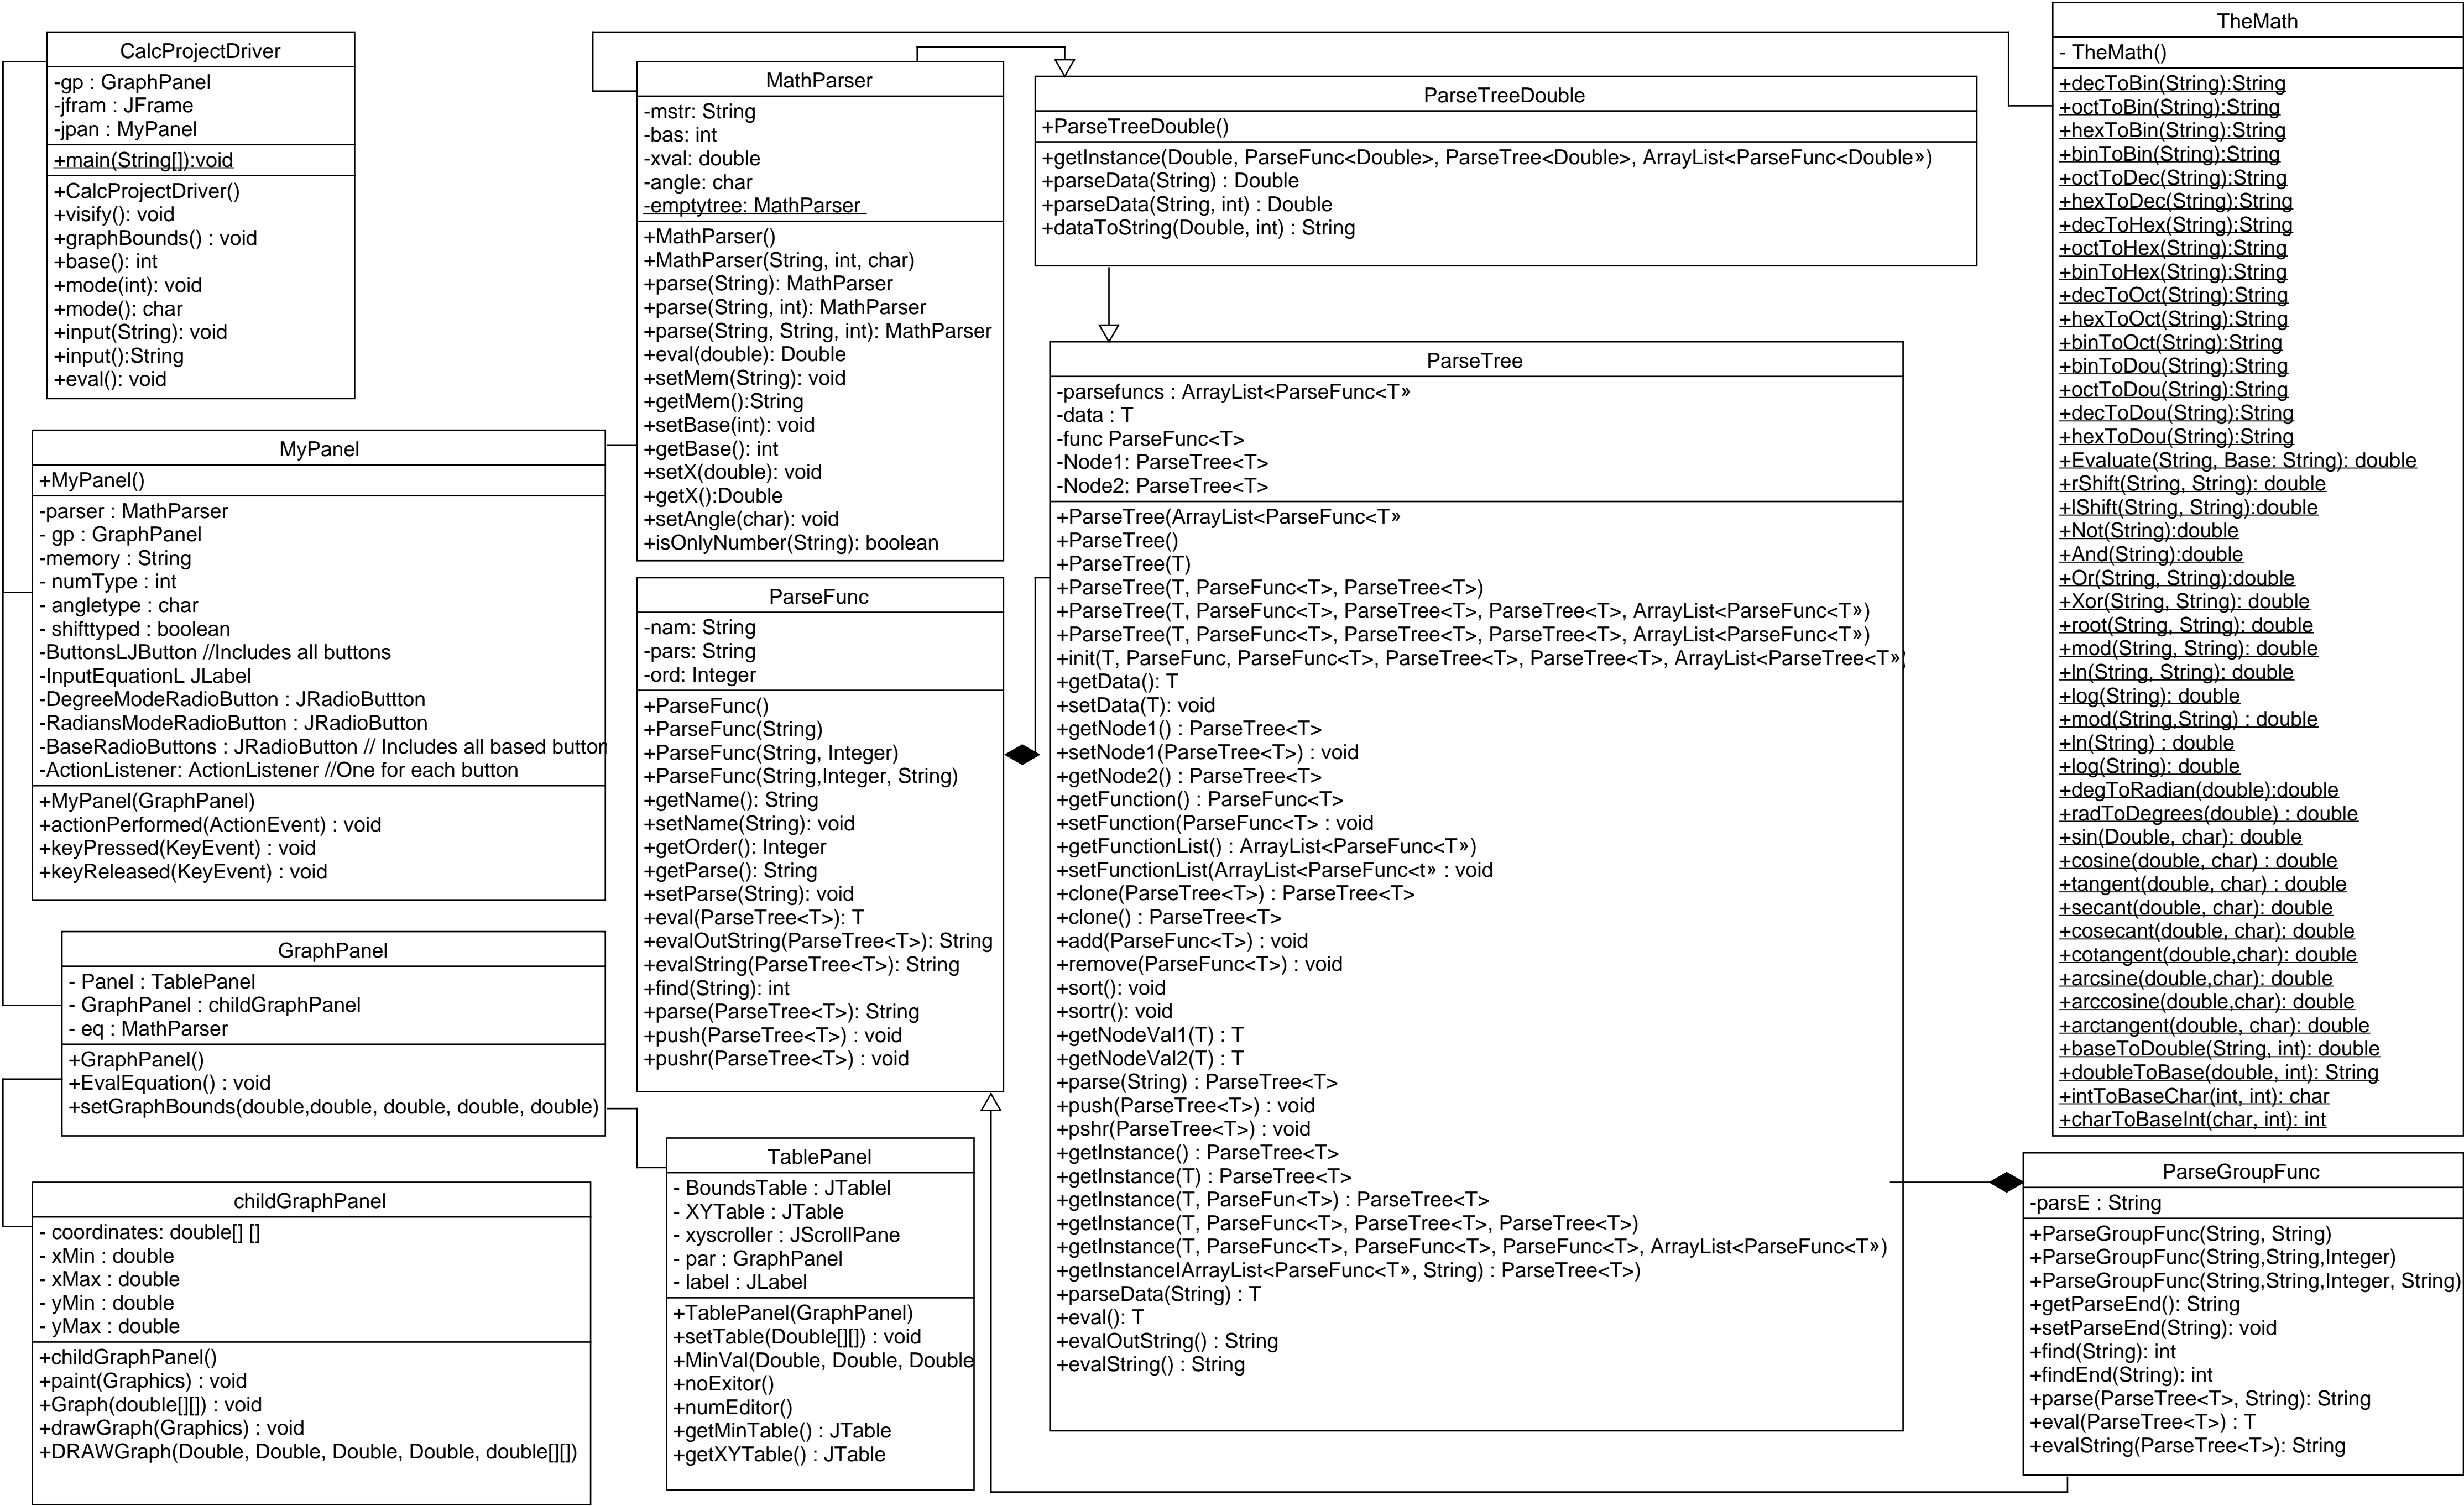 CalcProjectDriver
-gp : GraphPanel
-jfram : JFrame
-jpan : MyPanel
+main(String[]):void
+CalcProjectDriver()
+visify(): void
+graphBounds() : void
+base(): int
+mode(int): void
+mode(): char
+input(String): void
+input():String
+eval(): void
MyPanel
+MyPanel()
-parser : MathParser
- gp : GraphPanel
-memory : String
- numType : int
- angletype : char
- shifttyped : boolean
-ButtonsLJButton //Includes all buttons
-InputEquationL JLabel
-DegreeModeRadioButton : JRadioButtton
-RadiansModeRadioButton : JRadioButton
-BaseRadioButtons : JRadioButton // Includes all based button
-ActionListener: ActionListener //One for each button
+MyPanel(GraphPanel)
+actionPerformed(ActionEvent) : void
+keyPressed(KeyEvent) : void
+keyReleased(KeyEvent) : void
GraphPanel
- Panel : TablePanel
- GraphPanel : childGraphPanel
- eq : MathParser
+GraphPanel()
+EvalEquation() : void
+setGraphBounds(double,double, double, double, double)
childGraphPanel
- coordinates: double[] []
- xMin : double
- xMax : double
- yMin : double
- yMax : double
+childGraphPanel()
+paint(Graphics) : void
+Graph(double[][]) : void
+drawGraph(Graphics) : void
+DRAWGraph(Double, Double, Double, Double, double[][])
MathParser
-mstr: String
-bas: int
-xval: double
-angle: char
-emptytree: MathParser
+MathParser()
+MathParser(String, int, char)
+parse(String): MathParser
+parse(String, int): MathParser
+parse(String, String, int): MathParser
+eval(double): Double
+setMem(String): void
+getMem():String
+setBase(int): void
+getBase(): int
+setX(double): void
+getX():Double
+setAngle(char): void
+isOnlyNumber(String): boolean
ParseFunc
-nam: String
-pars: String
-ord: Integer
+ParseFunc()
+ParseFunc(String)
+ParseFunc(String, Integer)
+ParseFunc(String,Integer, String)
+getName(): String
+setName(String): void
+getOrder(): Integer
+getParse(): String
+setParse(String): void
+eval(ParseTree<T>): T
+evalOutString(ParseTree<T>): String
+evalString(ParseTree<T>): String
+find(String): int
+parse(ParseTree<T>): String
+push(ParseTree<T>) : void
+pushr(ParseTree<T>) : void
TablePanel
- BoundsTable : JTablel
- XYTable : JTable
- xyscroller : JScrollPane
- par : GraphPanel
- label : JLabel
+TablePanel(GraphPanel)
+setTable(Double[][]) : void
+MinVal(Double, Double, Double
+noExitor()
+numEditor()
+getMinTable() : JTable
+getXYTable() : JTable
ParseTreeDouble
+ParseTreeDouble()
+getInstance(Double, ParseFunc<Double>, ParseTree<Double>, ArrayList<ParseFunc<Double»)
+parseData(String) : Double
+parseData(String, int) : Double
+dataToString(Double, int) : String
ParseTree
-parsefuncs : ArrayList<ParseFunc<T»
-data : T
-func ParseFunc<T>
-Node1: ParseTree<T>
-Node2: ParseTree<T>
+ParseTree(ArrayList<ParseFunc<T»
+ParseTree()
+ParseTree(T)
+ParseTree(T, ParseFunc<T>, ParseTree<T>)
+ParseTree(T, ParseFunc<T>, ParseTree<T>, ParseTree<T>, ArrayList<ParseFunc<T»)
+ParseTree(T, ParseFunc<T>, ParseTree<T>, ParseTree<T>, ArrayList<ParseFunc<T»)
+init(T, ParseFunc, ParseFunc<T>, ParseTree<T>, ParseTree<T>, ArrayList<ParseTree<T»)
+getData(): T
+setData(T): void
+getNode1() : ParseTree<T>
+setNode1(ParseTree<T>) : void
+getNode2() : ParseTree<T>
+getFunction() : ParseFunc<T>
+setFunction(ParseFunc<T> : void
+getFunctionList() : ArrayList<ParseFunc<T»)
+setFunctionList(ArrayList<ParseFunc<t» : void
+clone(ParseTree<T>) : ParseTree<T>
+clone() : ParseTree<T>
+add(ParseFunc<T>) : void
+remove(ParseFunc<T>) : void
+sort(): void
+sortr(): void
+getNodeVal1(T) : T
+getNodeVal2(T) : T
+parse(String) : ParseTree<T>
+push(ParseTree<T>) : void
+pshr(ParseTree<T>) : void
+getInstance() : ParseTree<T>
+getInstance(T) : ParseTree<T>
+getInstance(T, ParseFun<T>) : ParseTree<T>
+getInstance(T, ParseFunc<T>, ParseTree<T>, ParseTree<T>)
+getInstance(T, ParseFunc<T>, ParseFunc<T>, ParseFunc<T>, ArrayList<ParseFunc<T»)
+getInstanceIArrayList<ParseFunc<T», String) : ParseTree<T>)
+parseData(String) : T
+eval(): T
+evalOutString() : String
+evalString() : String
TheMath
- TheMath()
+decToBin(String):String
+octToBin(String):String
+hexToBin(String):String
+binToBin(String):String
+octToDec(String):String
+hexToDec(String):String
+decToHex(String):String
+octToHex(String):String
+binToHex(String):String
+decToOct(String):String
+hexToOct(String):String
+binToOct(String):String
+binToDou(String):String
+octToDou(String):String
+decToDou(String):String
+hexToDou(String):String
+Evaluate(String, Base: String): double
+rShift(String, String): double
+lShift(String, String):double
+Not(String):double
+And(String):double
+Or(String, String):double
+Xor(String, String): double
+root(String, String): double
+mod(String, String): double
+ln(String, String): double
+log(String): double
+mod(String,String) : double
+ln(String) : double
+log(String): double
+degToRadian(double):double
+radToDegrees(double) : double
+sin(Double, char): double
+cosine(double, char) : double
+tangent(double, char) : double
+secant(double, char): double
+cosecant(double, char): double
+cotangent(double,char): double
+arcsine(double,char): double
+arccosine(double,char): double
+arctangent(double, char): double
+baseToDouble(String, int): double
+doubleToBase(double, int): String
+intToBaseChar(int, int): char
+charToBaseInt(char, int): int
ParseGroupFunc
-parsE : String
+ParseGroupFunc(String, String)
+ParseGroupFunc(String,String,Integer)
+ParseGroupFunc(String,String,Integer, String)
+getParseEnd(): String
+setParseEnd(String): void
+find(String): int
+findEnd(String): int
+parse(ParseTree<T>, String): String
+eval(ParseTree<T>) : T
+evalString(ParseTree<T>): String